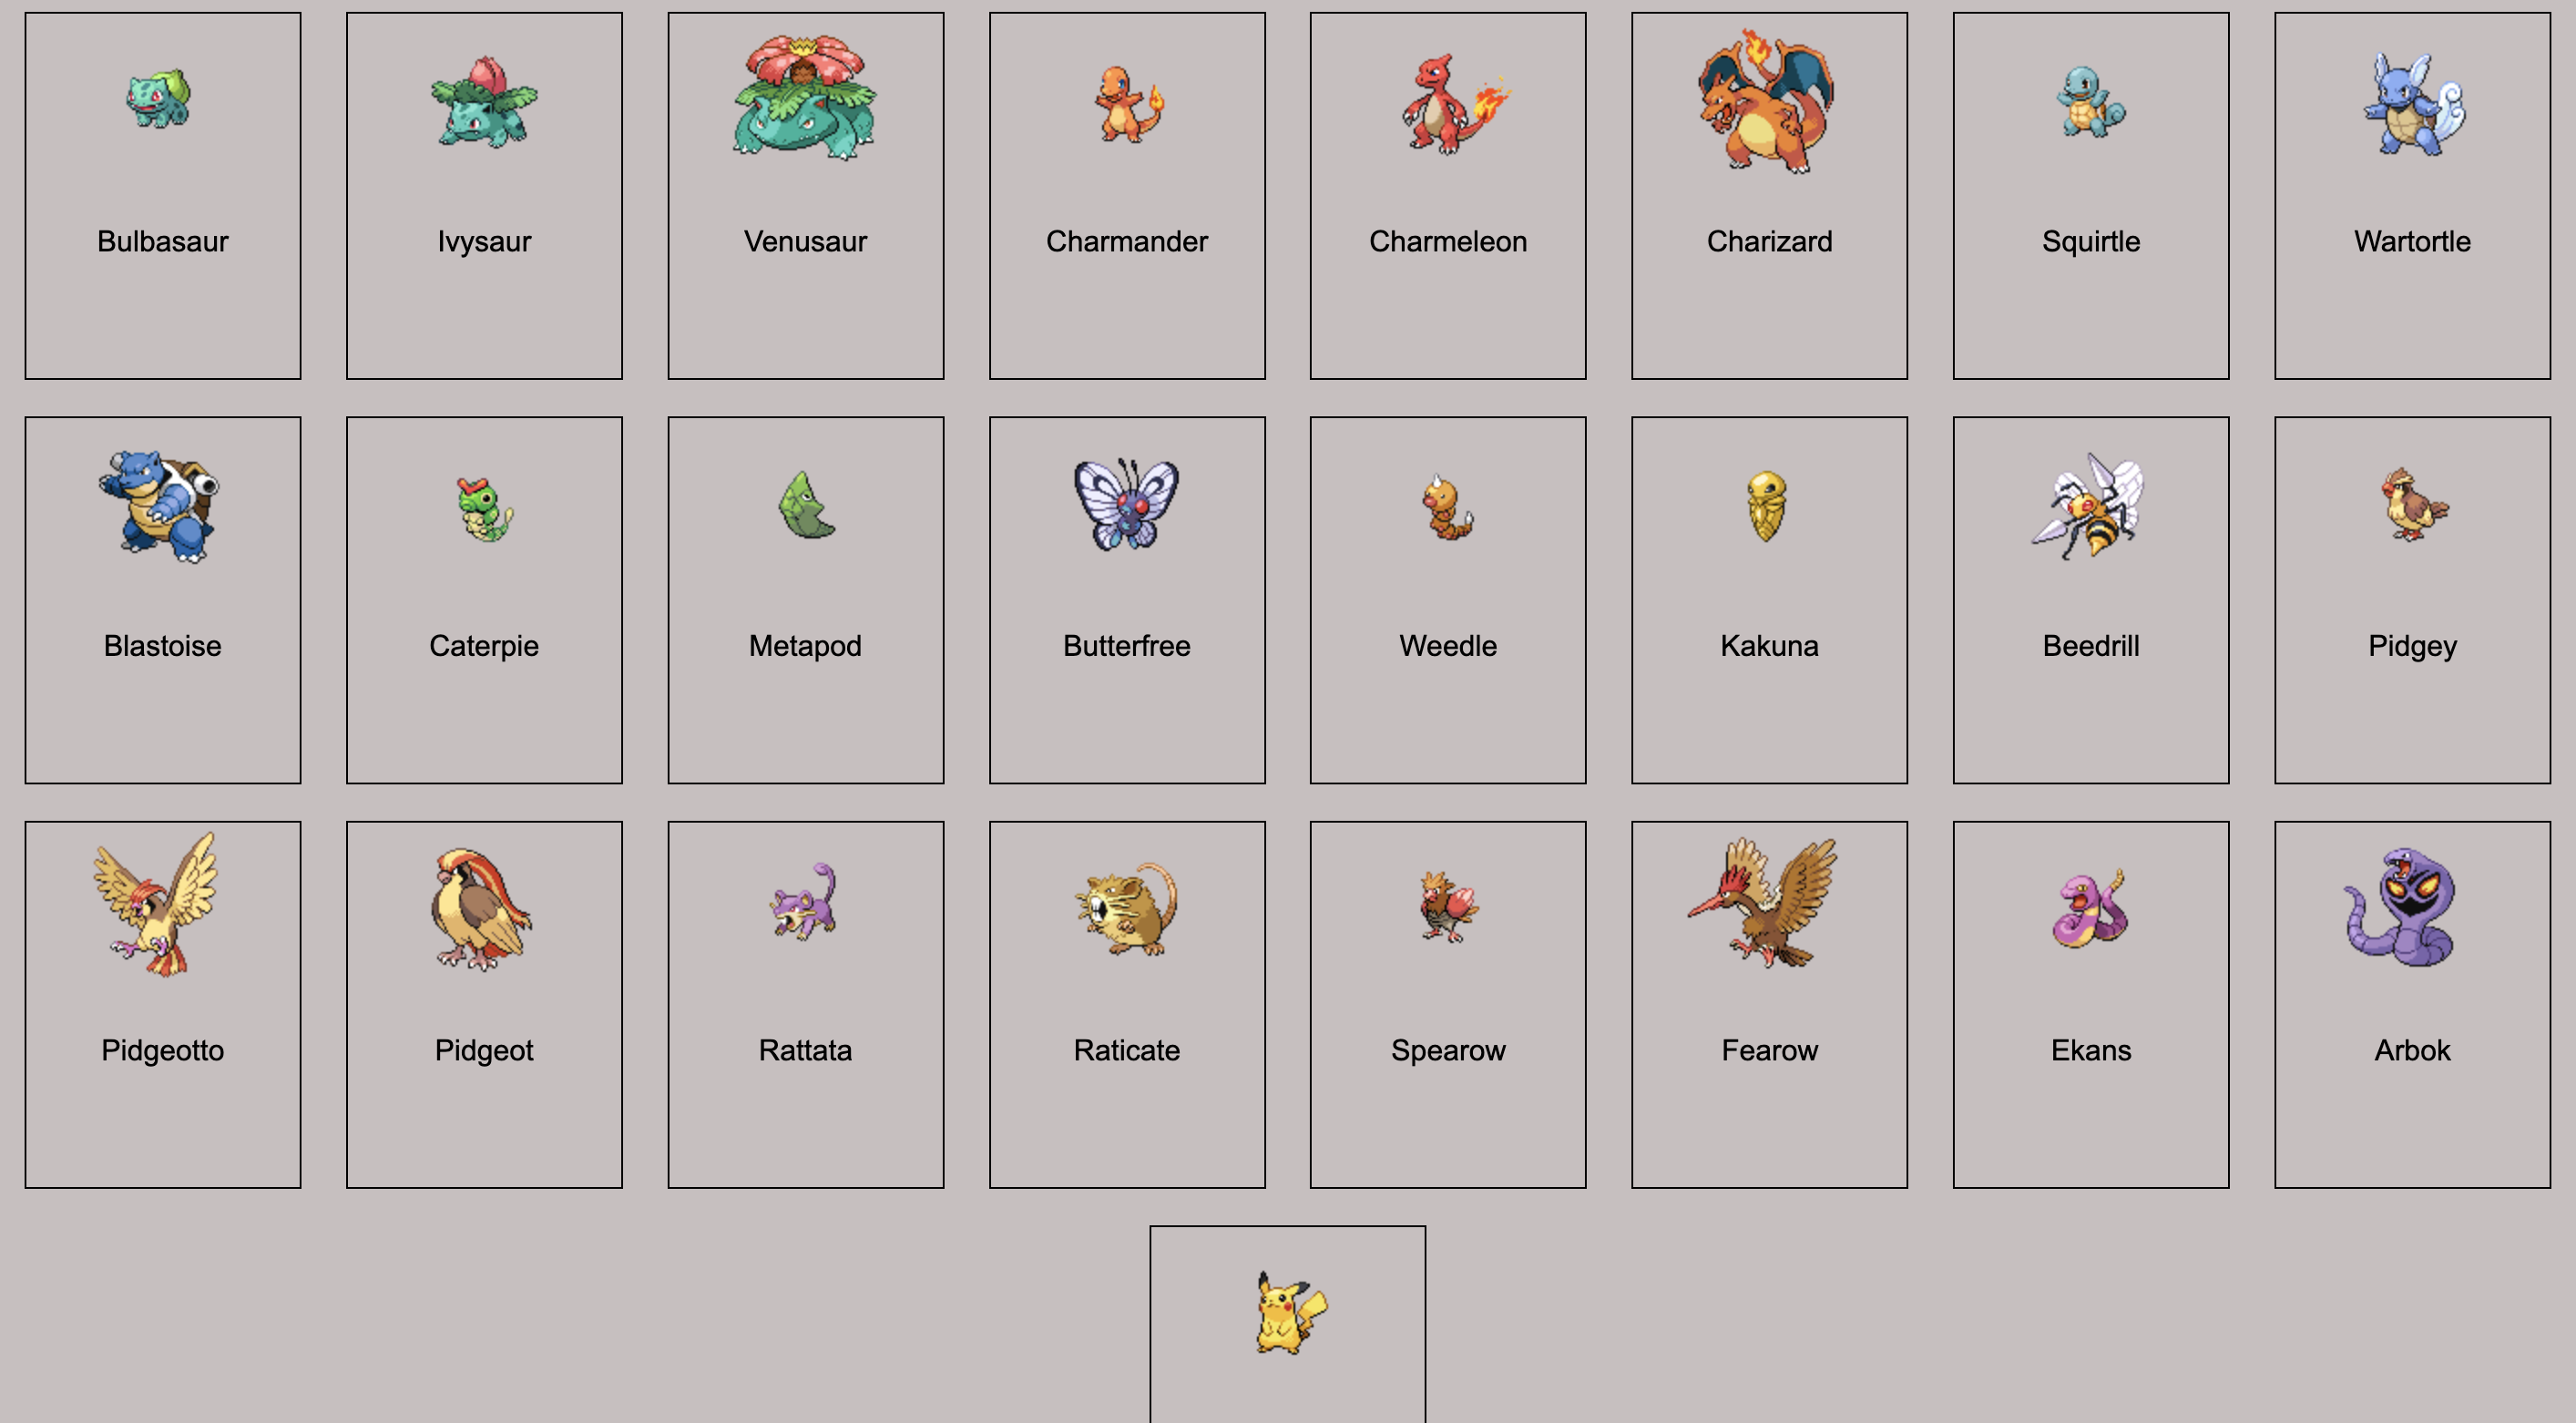 Bulbasaur
Ivysaur
Venusaur
Charmander
Charmeleon
Charizard
Squirtle
Wartortle
Blastoise
Caterpie
Metapod
Butterfree
Weedle
Kakuna
Beedrill
Pidgey
Pidgeotto
Pidgeot
Rattata
Raticate
Spearow
Fearow
Ekans
Arbok